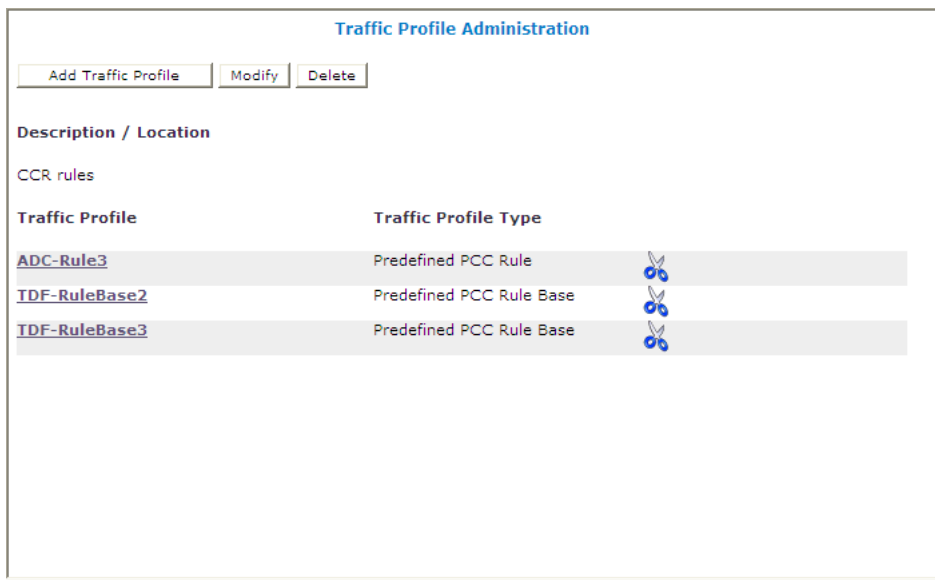 Traffic Profile Administration
Add Traffic Profile Modify Delete
Description / Location
CCR rules
Traffic Profile Traffic Profile Type
ADC-Rule3 Predefined PCC Rule
TDF-RuleBase2 Predefined PCC Rule Base
TDF-RuleBase3 Predefined PCC Rule Base